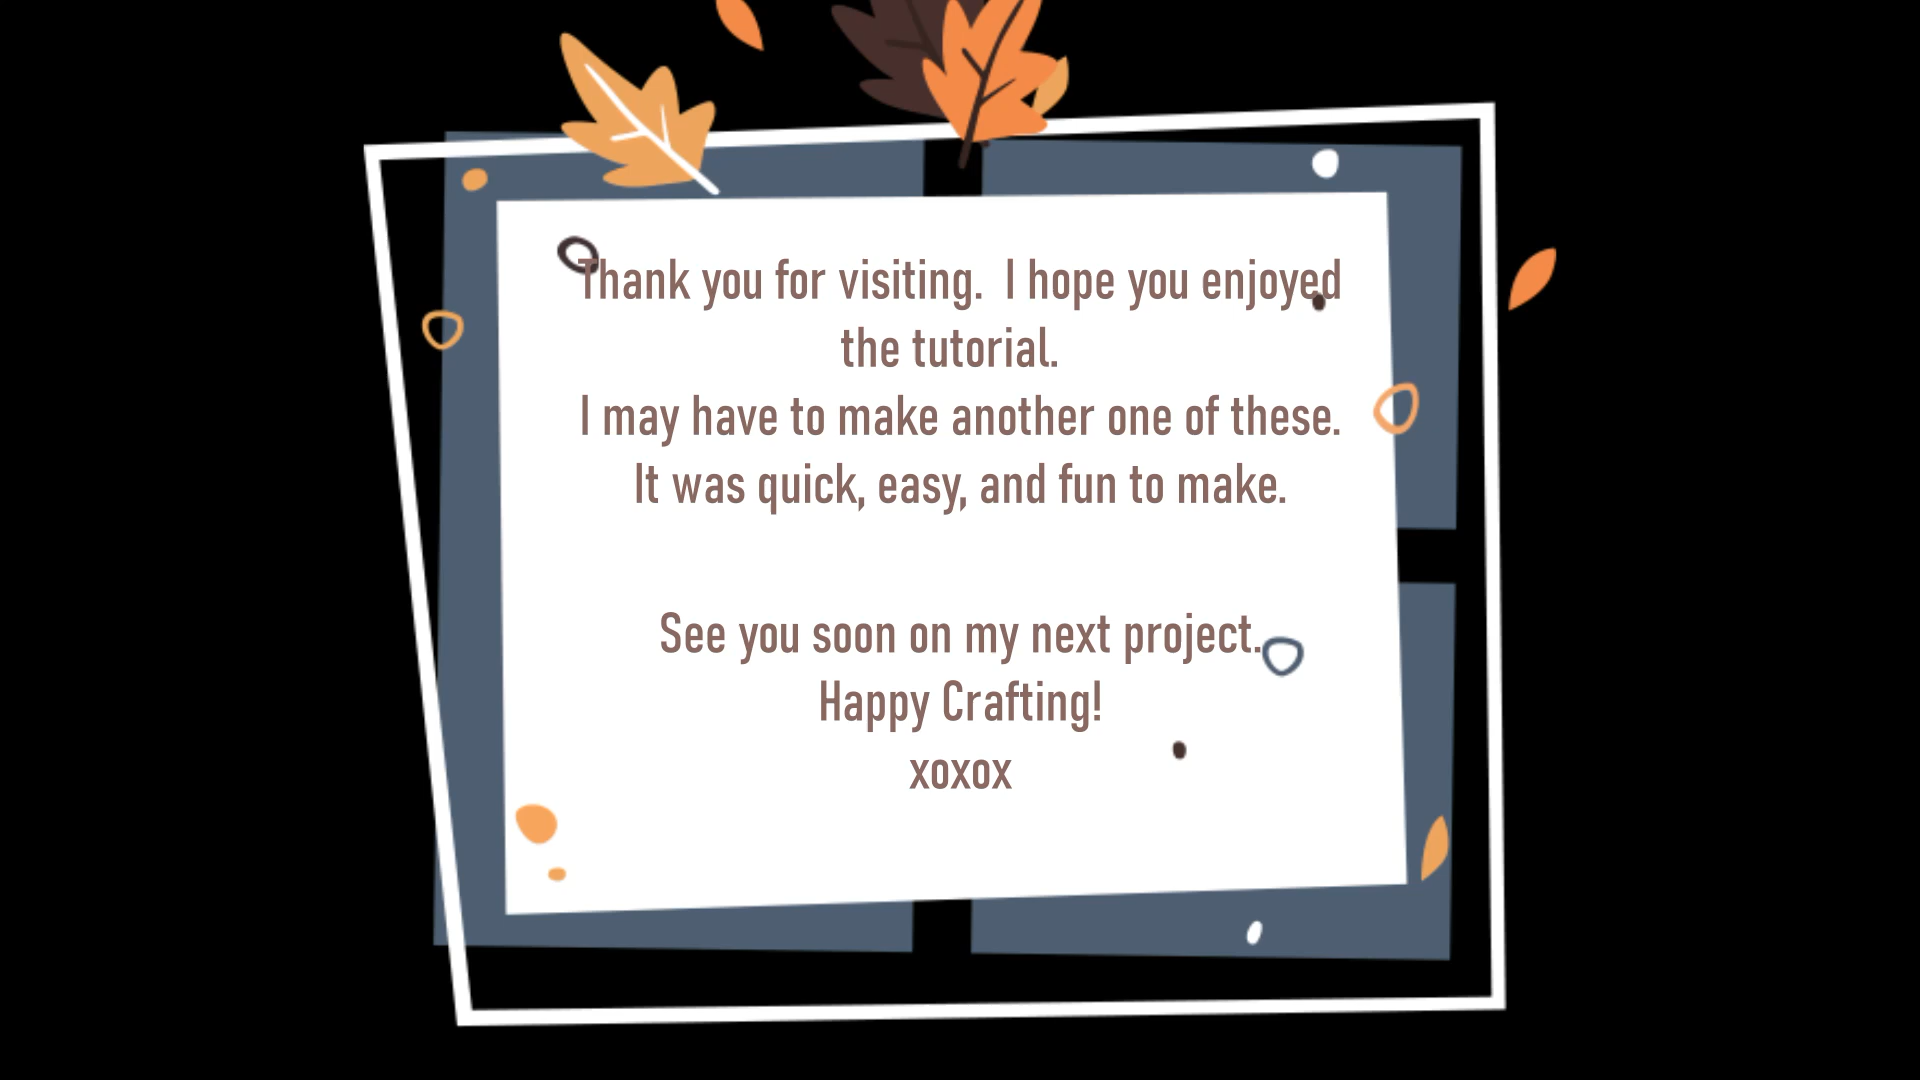 Thank you for visiting.  I hope you enjoyed
the tutorial.
I may have to make another one of these.
It was quick, easy, and fun to make.
See you soon on my next project.
Happy Crafting!
xoxox